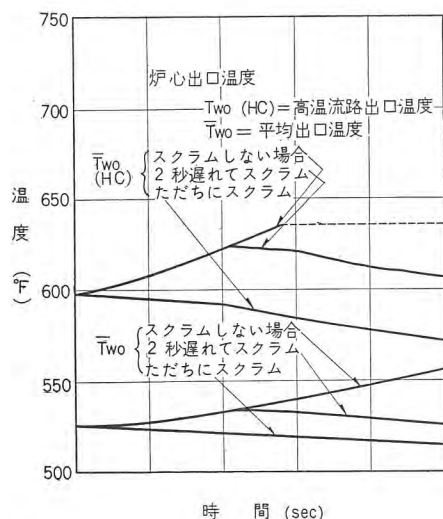 750
700
650
600
550
500
温度
(°F)
炉心出口温度
Two (HC)=高温流路出口温度
T̅wo=平均出口温度
T̅wo
(HC)
スクラムしない場合
2秒遅れてスクラム
ただちにスクラム
T̅wo
スクラムしない場合
2秒遅れてスクラム
ただちにスクラム
時 間 (sec)